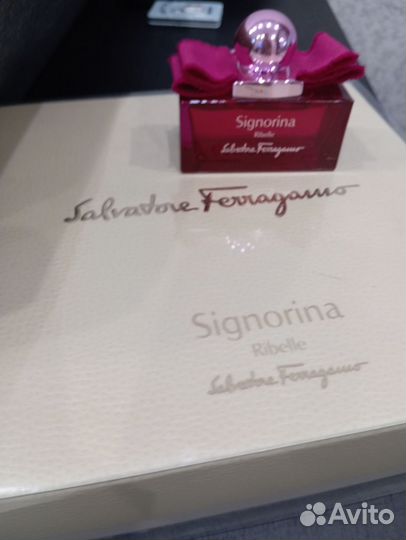 Signorina
Ribelle
Salvatore Ferragamo
Salvatore Ferragamo
Signorina
Ribelle
Salvatore Ferragamo
Avito